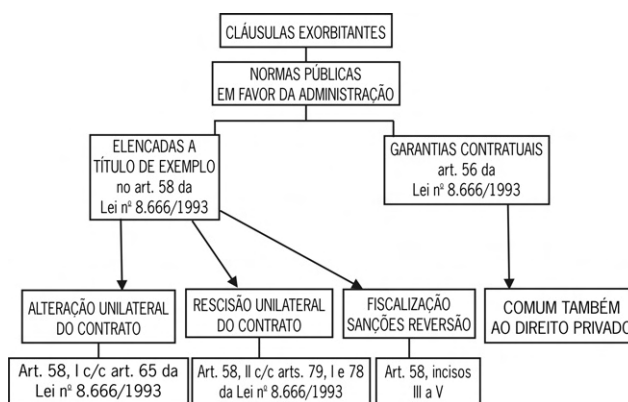 CLÁUSULAS EXORBITANTES
NORMAS PÚBLICAS
EM FAVOR DA ADMINISTRAÇÃO
ELENCADAS A
TÍTULO DE EXEMPLO
no art. 58 da
Lei nº 8.666/1993
GARANTIAS CONTRATUAIS
art. 56 da
Lei nº 8.666/1993
ALTERAÇÃO UNILATERAL
DO CONTRATO
RESCISÃO UNILATERAL
DO CONTRATO
FISCALIZAÇÃO
SANÇÕES REVERSÃO
COMUM TAMBÉM
AO DIREITO PRIVADO
Art. 58, I c/c art. 65 da
Lei nº 8.666/1993
Art. 58, II c/c arts. 79, I e 78
da Lei nº 8.666/1993
Art. 58, incisos
III a V